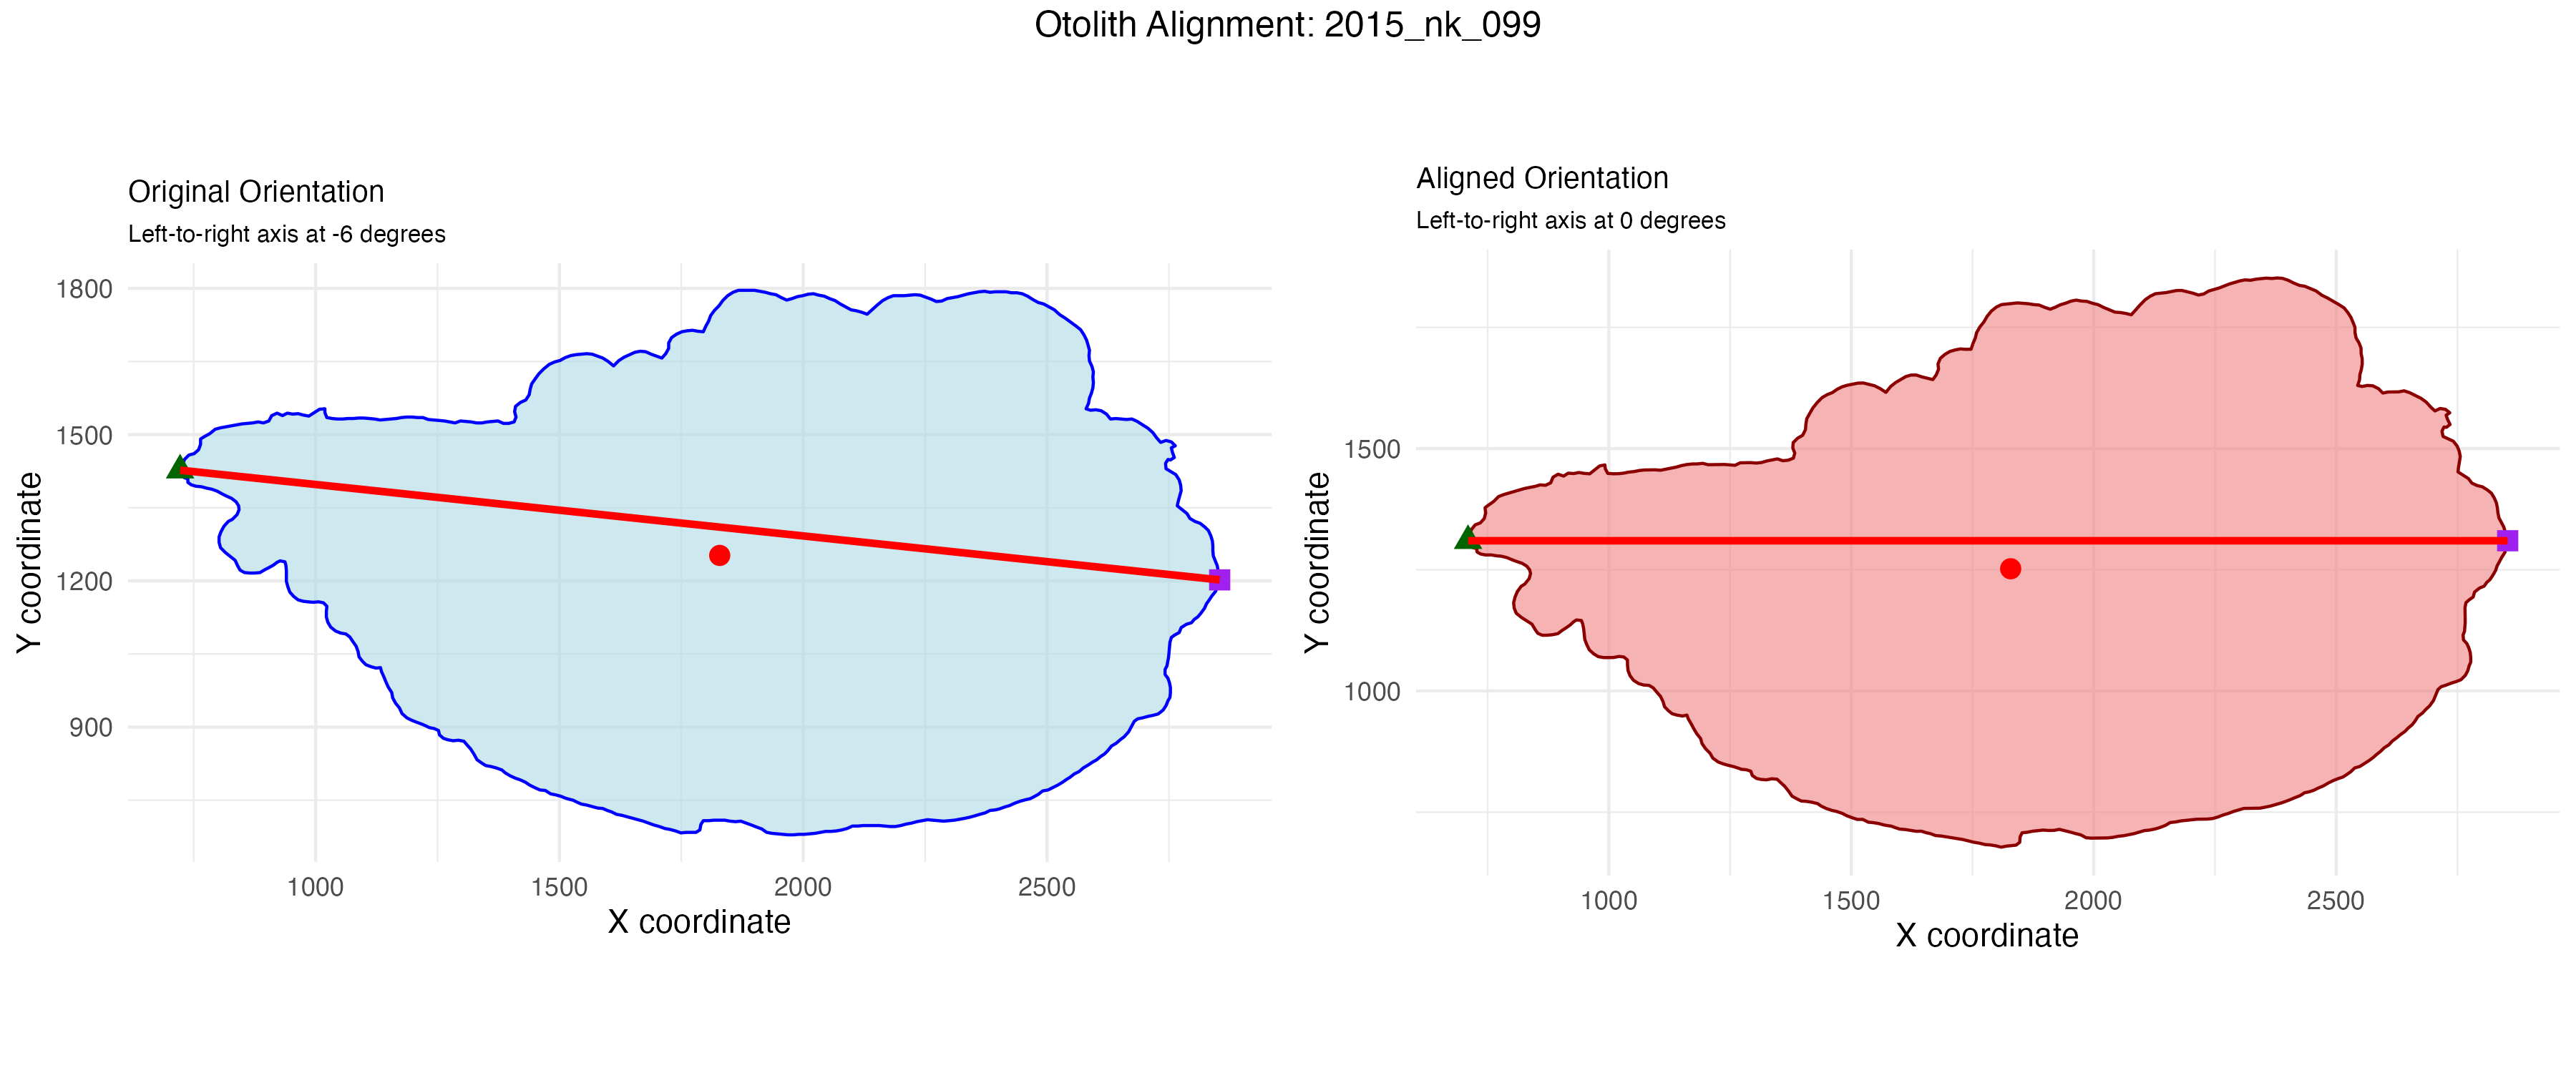 Otolith Alignment: 2015_nk_099
Original Orientation
Left-to-right axis at -6 degrees
1800
1500
1200
900
Y coordinate
1000 1500 2000 2500
X coordinate
Aligned Orientation
Left-to-right axis at 0 degrees
1500
1000
Y coordinate
1000 1500 2000 2500
X coordinate